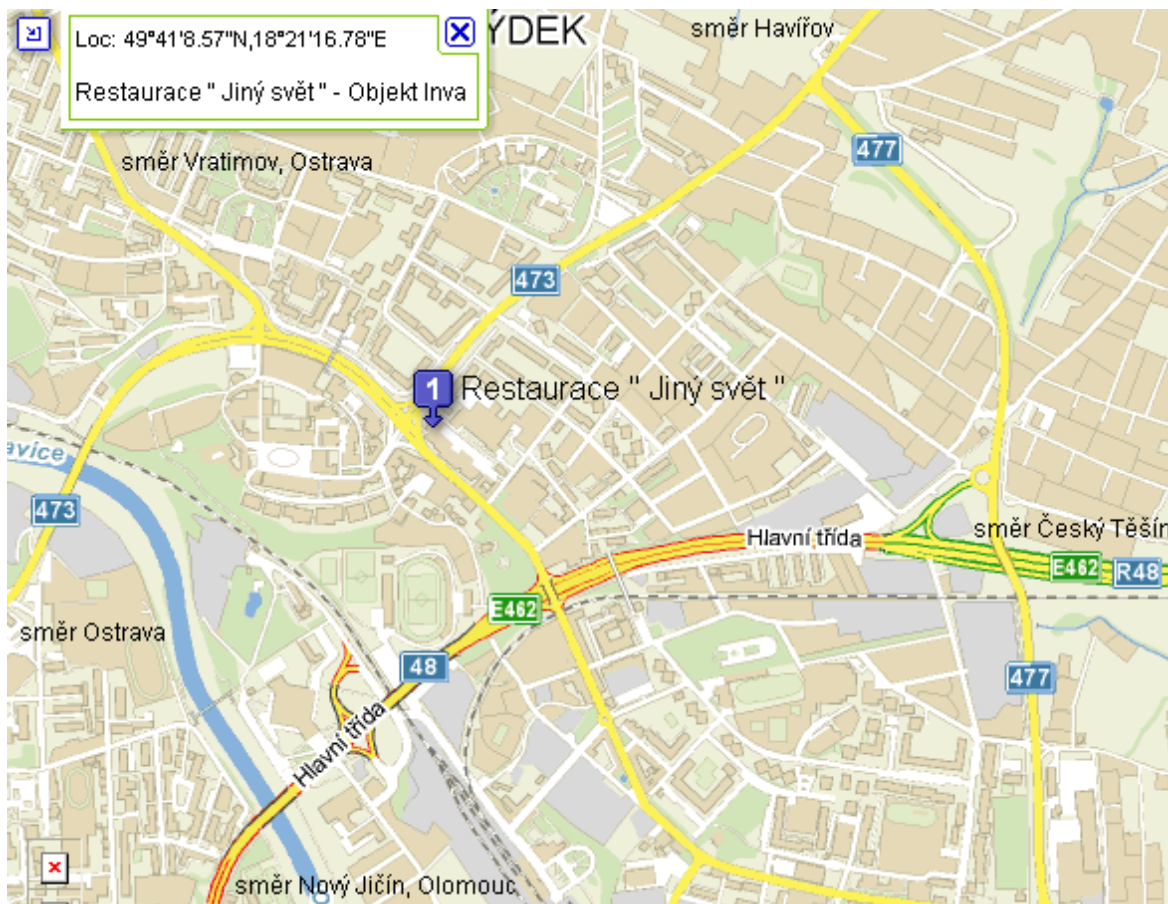 Loc: 49°41'8.57"N,18°21'16.78"E
Restaurace " Jiný svět " - Objekt Inva
ÝDEK
směr Havířov
477
směr Vratimov, Ostrava
473
1 Restaurace " Jiný svět "
avice
473
Hlavní třída
směr Český Těšín
E462
R48
E462
směr Ostrava
48
477
Hlavní třída
směr Nový Jičín, Olomouc